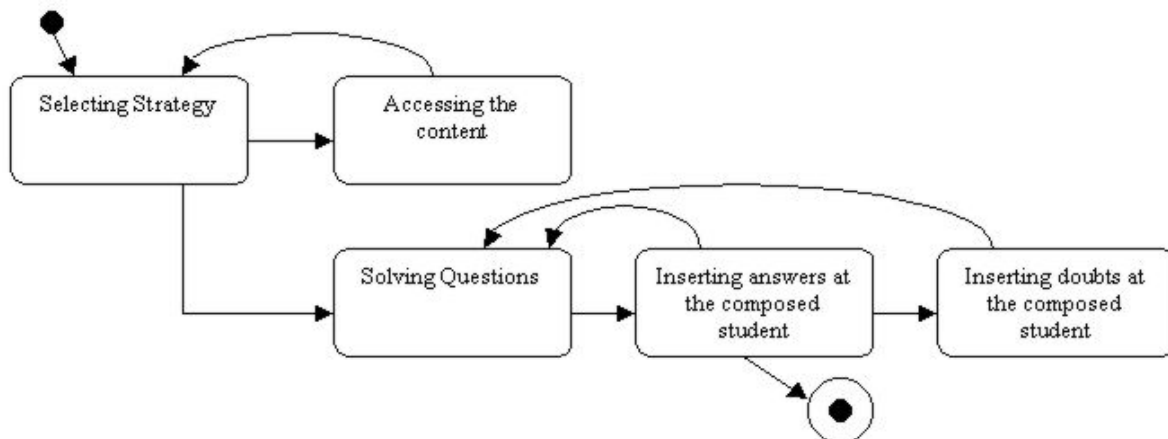 Selecting Strategy
Accessing the
content
Solving Questions
Inserting answers at
the composed
student
Inserting doubts at
the composed
student